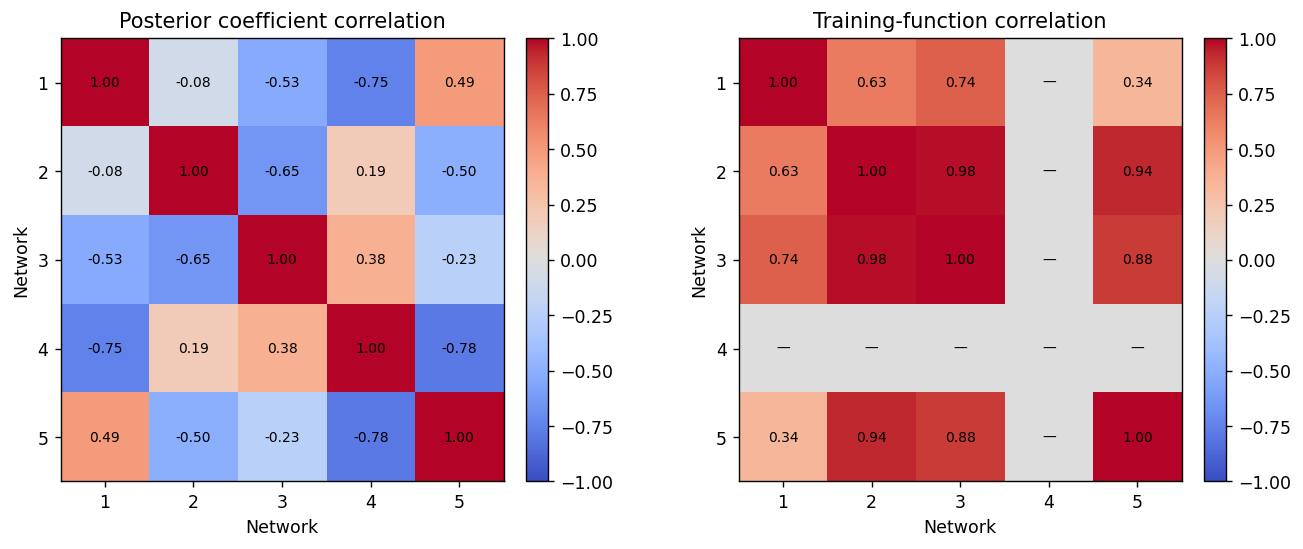 Posterior coefficient correlation
Network
1
2
3
4
5
1.00 -0.08 -0.53 -0.75 0.49
-0.08 1.00 -0.65 0.19 -0.50
-0.53 -0.65 1.00 0.38 -0.23
-0.75 0.19 0.38 1.00 -0.78
0.49 -0.50 -0.23 -0.78 1.00
1 2 3 4 5
Network
1.00
0.75
0.50
0.25
0.00
−0.25
−0.50
−0.75
−1.00
Training-function correlation
Network
1
2
3
4
5
1.00 0.63 0.74 — 0.34
0.63 1.00 0.98 — 0.94
0.74 0.98 1.00 — 0.88
— — — — —
0.34 0.94 0.88 — 1.00
1 2 3 4 5
Network
1.00
0.75
0.50
0.25
0.00
−0.25
−0.50
−0.75
−1.00